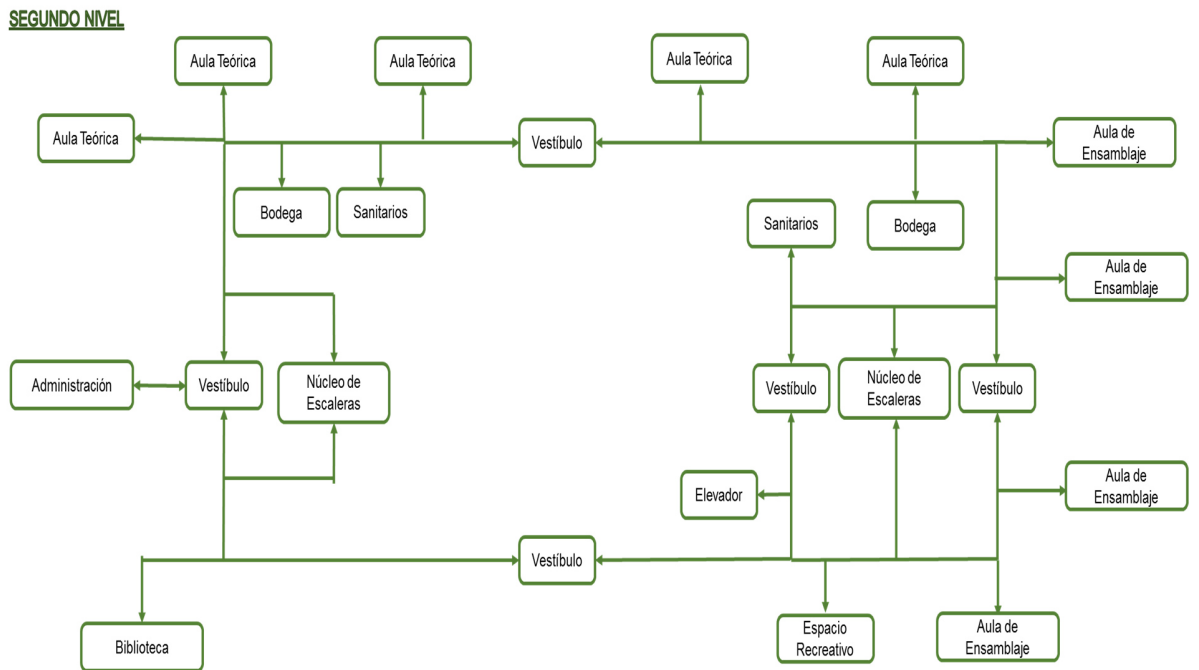 SEGUNDO NIVEL
Aula Teórica
Aula Teórica
Aula Teórica
Aula Teórica
Aula Teórica
Vestíbulo
Aula de
Ensamblaje
Bodega
Sanitarios
Sanitarios
Bodega
Aula de
Ensamblaje
Administración
Vestíbulo
Núcleo de
Escaleras
Vestíbulo
Núcleo de
Escaleras
Vestíbulo
Elevador
Aula de
Ensamblaje
Vestíbulo
Biblioteca
Espacio
Recreativo
Aula de
Ensamblaje